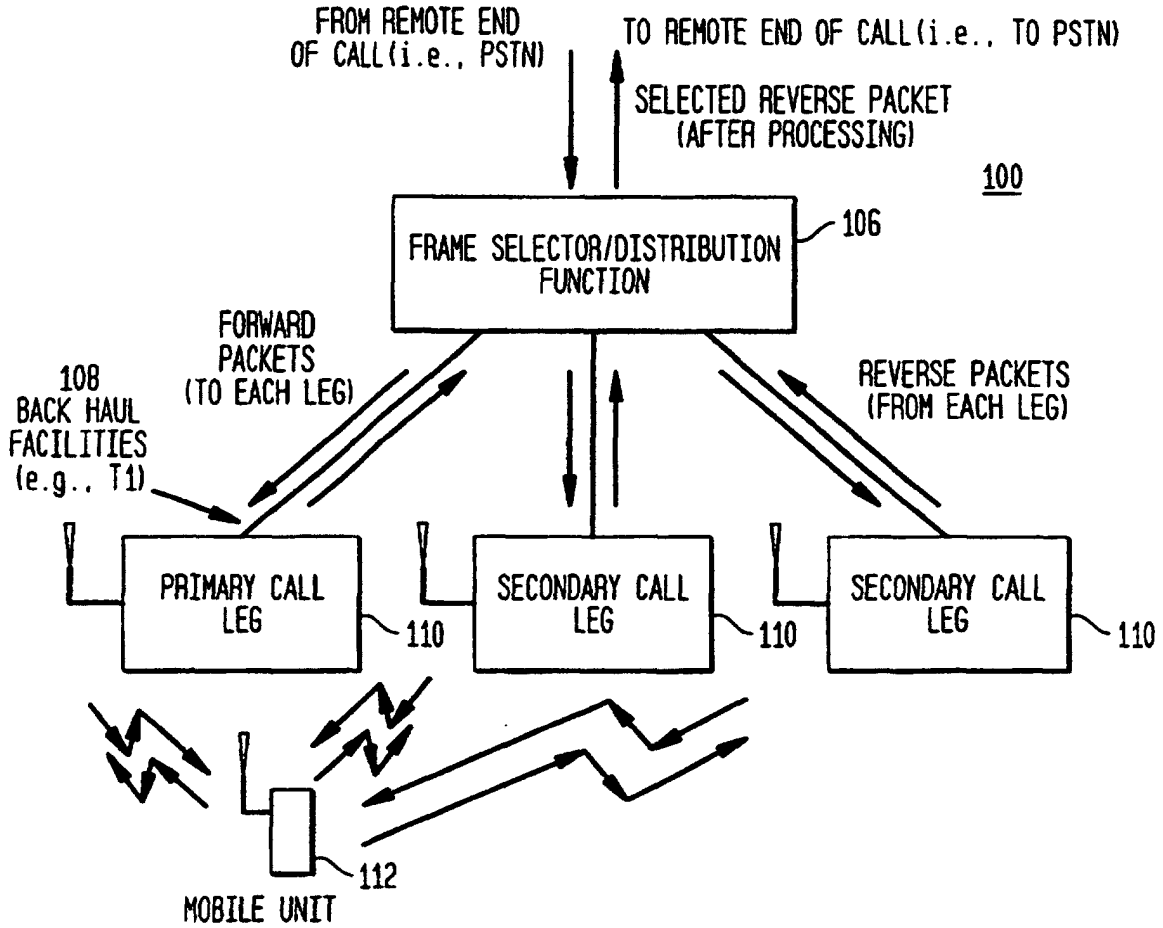 FROM REMOTE END
OF CALL(i.e., PSTN)
TO REMOTE END OF CALL(i.e., TO PSTN)
SELECTED REVERSE PACKET
(AFTER PROCESSING)
100
FRAME SELECTOR/DISTRIBUTION
FUNCTION
106
FORWARD
PACKETS
(TO EACH LEG)
REVERSE PACKETS
(FROM EACH LEG)
108
BACK HAUL
FACILITIES
(e.g., T1)
PRIMARY CALL
LEG
110
SECONDARY CALL
LEG
110
SECONDARY CALL
LEG
110
112
MOBILE UNIT